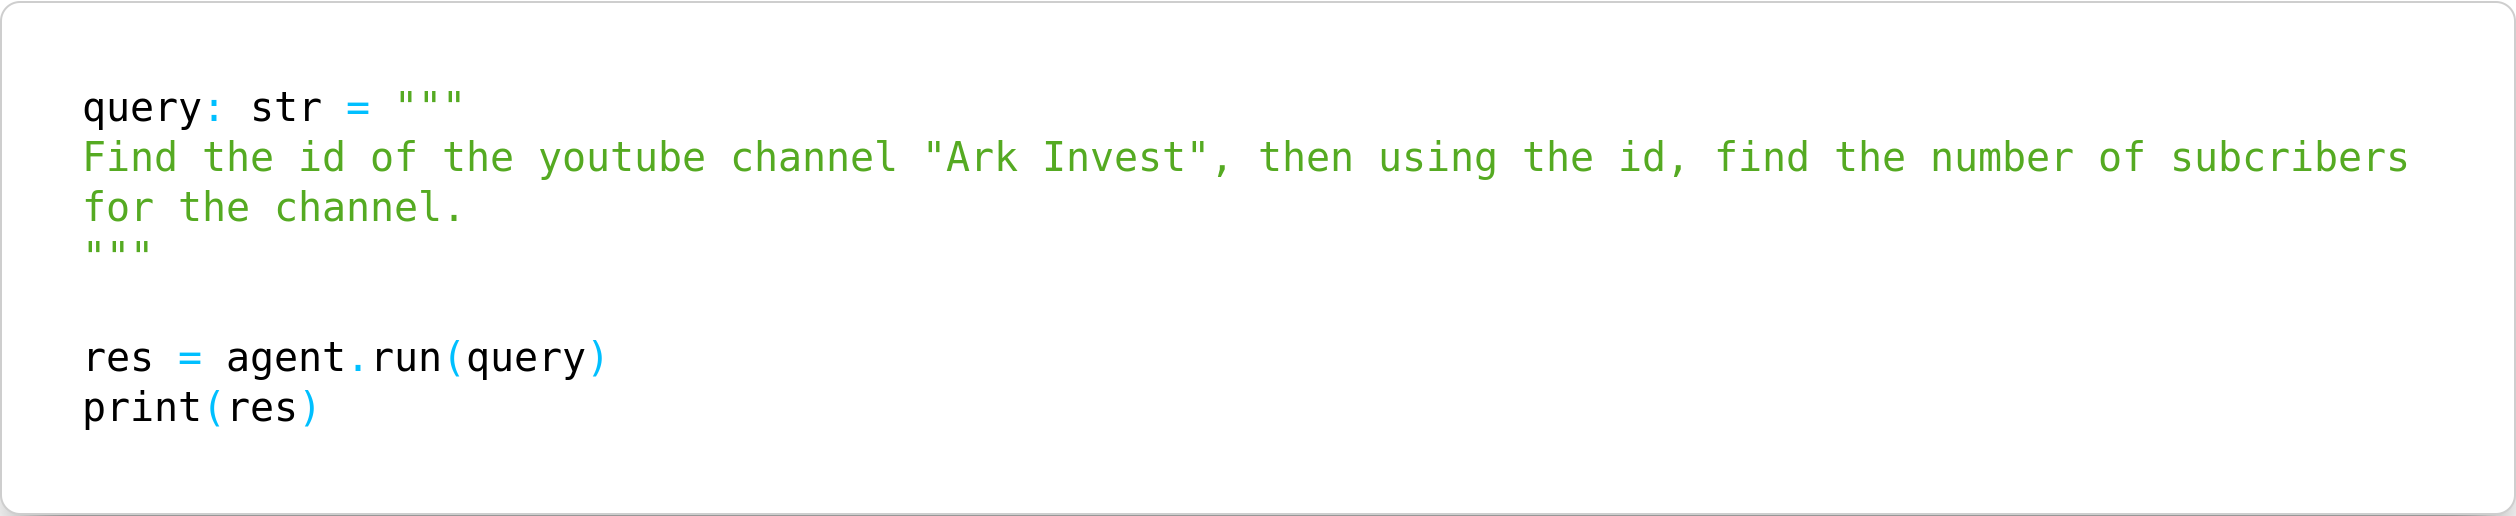 query: str = """
Find the id of the youtube channel "Ark Invest", then using the id, find the number of subcribers
for the channel.
"""
res = agent.run(query)
print(res)